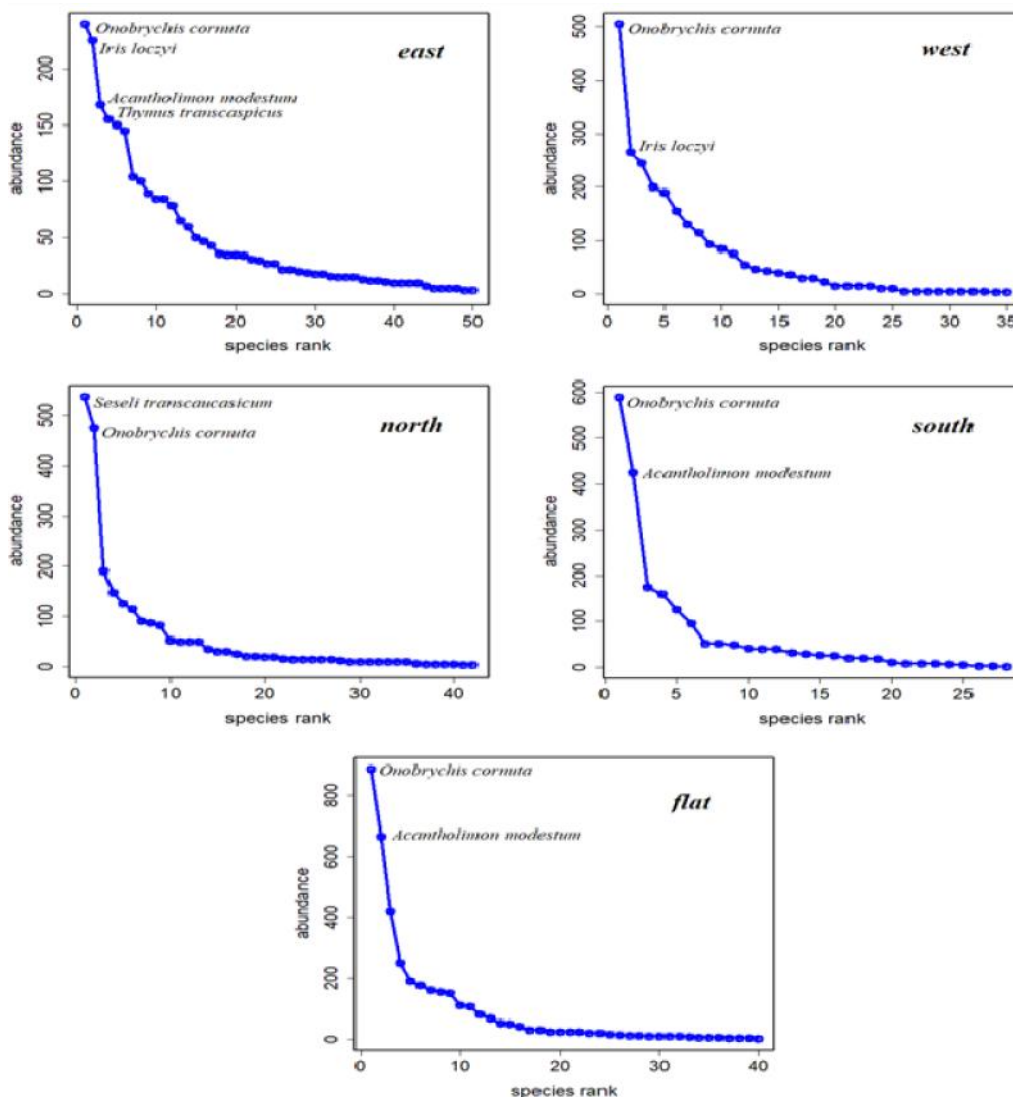 Onobrychis cornuta
Iris loczyi
east
Acantholimon modestum
Thymus transcaspicus
abundance
0 50 100 150 200
0 10 20 30 40 50
species rank
Onobrychis cornuta
west
Iris loczyi
abundance
0 100 200 300 400 500
0 5 10 15 20 25 30 35
species rank
Seseli transcaucasicum
north
Onobrychis cornuta
abundance
0 100 200 300 400 500
0 10 20 30 40
species rank
Onobrychis cornuta
south
Acantholimon modestum
abundance
0 100 200 300 400 500 600
0 5 10 15 20 25
species rank
Onobrychis cornuta
flat
Acantholimon modestum
abundance
0 200 400 600 800
0 10 20 30 40
species rank